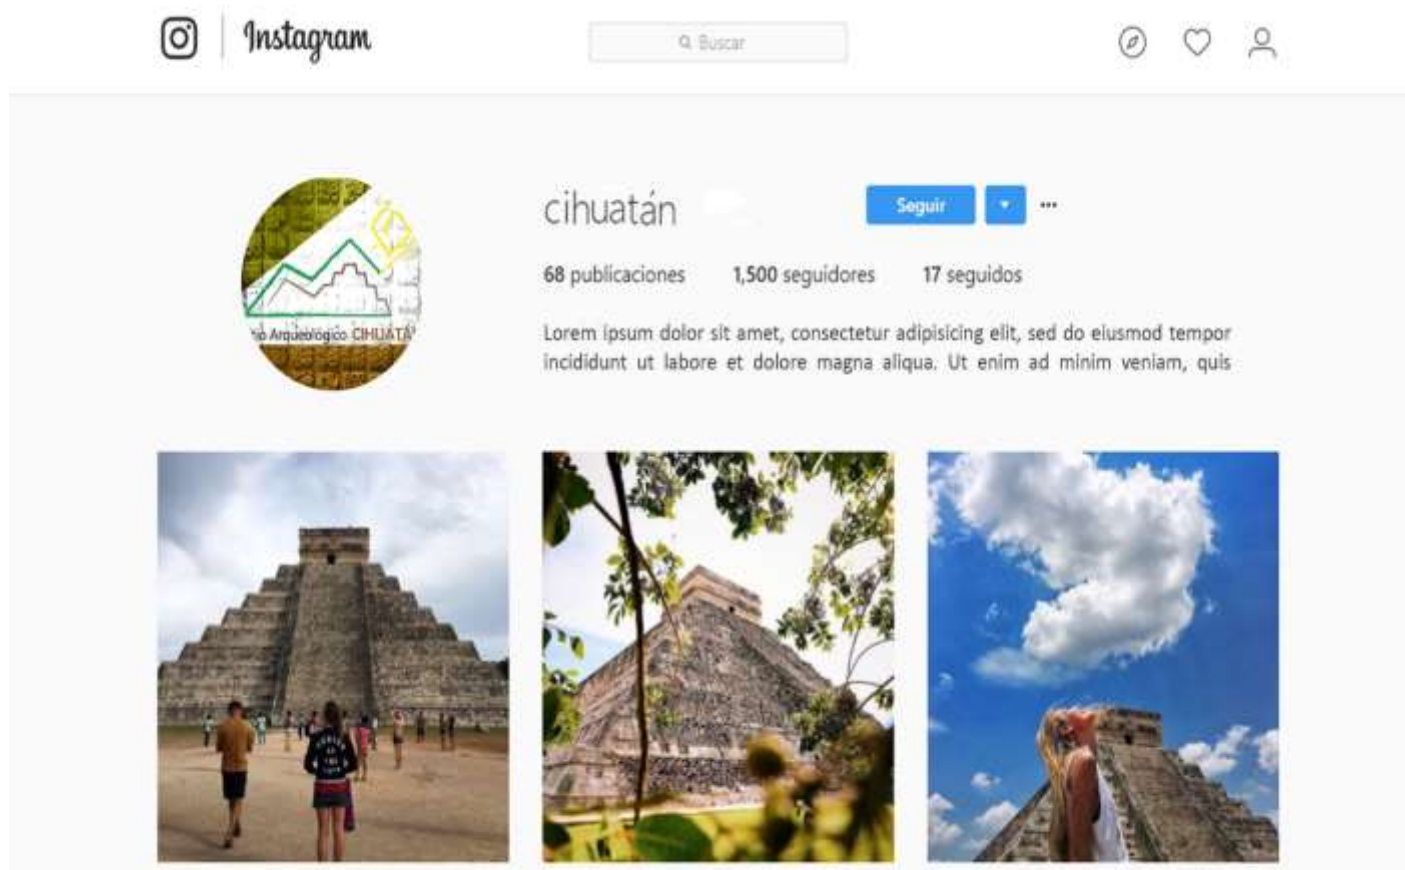 Instagram
Buscar
cihuatán
Seguir
68 publicaciones 1,500 seguidores 17 seguidos
Lorem ipsum dolor sit amet, consectetur adipisicing elit, sed do eiusmod tempor
incididunt ut labore et dolore magna aliqua. Ut enim ad minim veniam, quis
Arqueológico CIHUATÁ